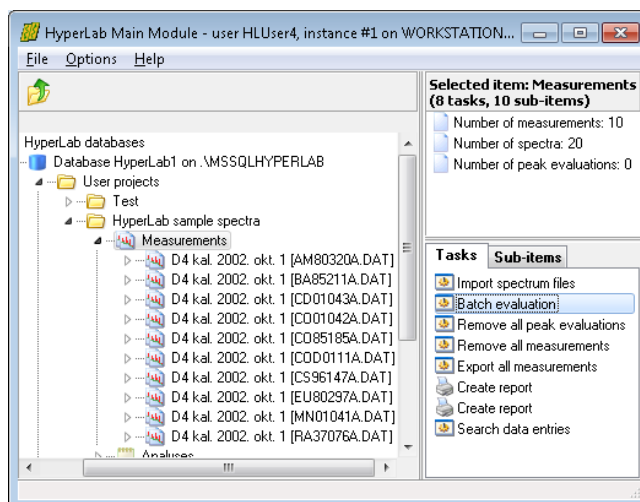 HyperLab Main Module - user HLUser4, instance #1 on WORKSTATION...
File Options Help
HyperLab databases
Database HyperLab1 on .\MSSQLHYPERLAB
User projects
Test
HyperLab sample spectra
Measurements
D4 kal. 2002. okt. 1 [AM80320A.DAT]
D4 kal. 2002. okt. 1 [BA85211A.DAT]
D4 kal. 2002. okt. 1 [CD01043A.DAT]
D4 kal. 2002. okt. 1 [CO01042A.DAT]
D4 kal. 2002. okt. 1 [CO85185A.DAT]
D4 kal. 2002. okt. 1 [COD0111A.DAT]
D4 kal. 2002. okt. 1 [CS96147A.DAT]
D4 kal. 2002. okt. 1 [EU80297A.DAT]
D4 kal. 2002. okt. 1 [MN01041A.DAT]
D4 kal. 2002. okt. 1 [RA37076A.DAT]
Analyses
Selected item: Measurements
(8 tasks, 10 sub-items)
Number of measurements: 10
Number of spectra: 20
Number of peak evaluations: 0
Tasks Sub-items
Import spectrum files
Batch evaluation
Remove all peak evaluations
Remove all measurements
Export all measurements
Create report
Create report
Search data entries